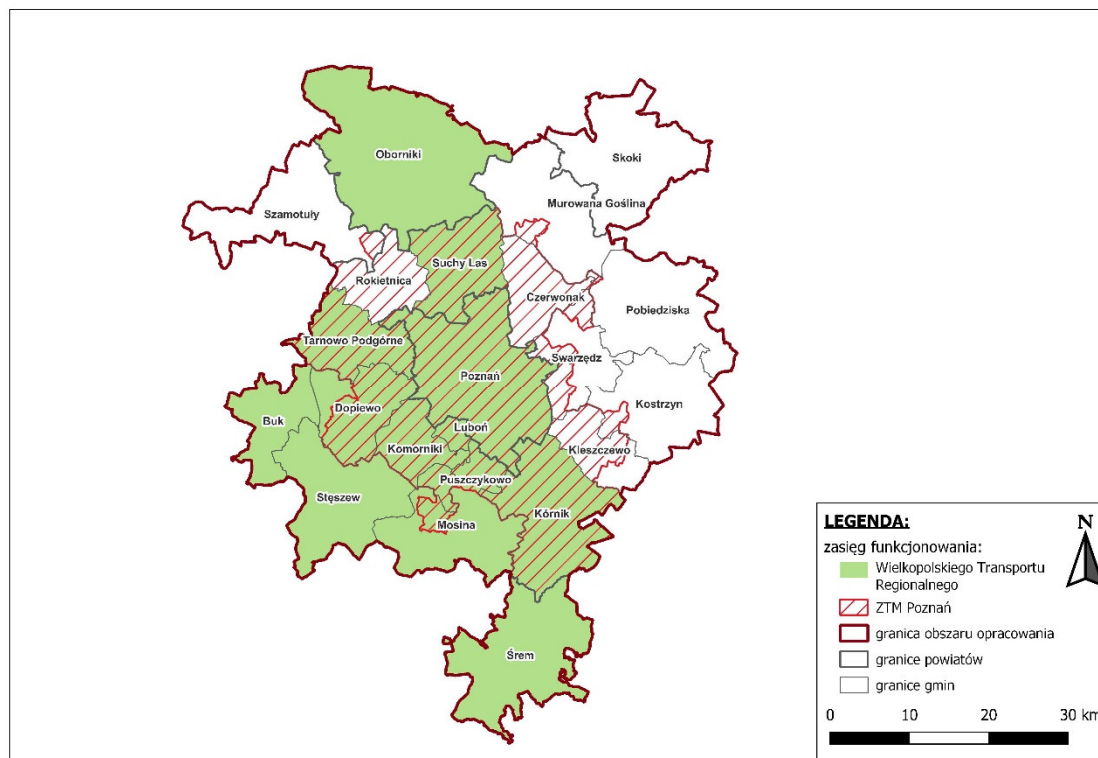 Oborniki
Skoki
Murowana Goślina
Szamotuły
Suchy Las
Rokietnica
Czerwonak
Pobiedziska
Tarnowo Podgórne
Swarzędz
Poznań
Kostrzyn
Dopiewo
Buk
Luboń
Komorniki
Kleszczewo
Puszczykowo
Stęszew
Kórnik
Mosina
Śrem
LEGENDA:
N
zasięg funkcjonowania:
Wielkopolskiego Transportu
Regionalnego
ZTM Poznań
granica obszaru opracowania
granice powiatów
granice gmin
0 10 20 30 km